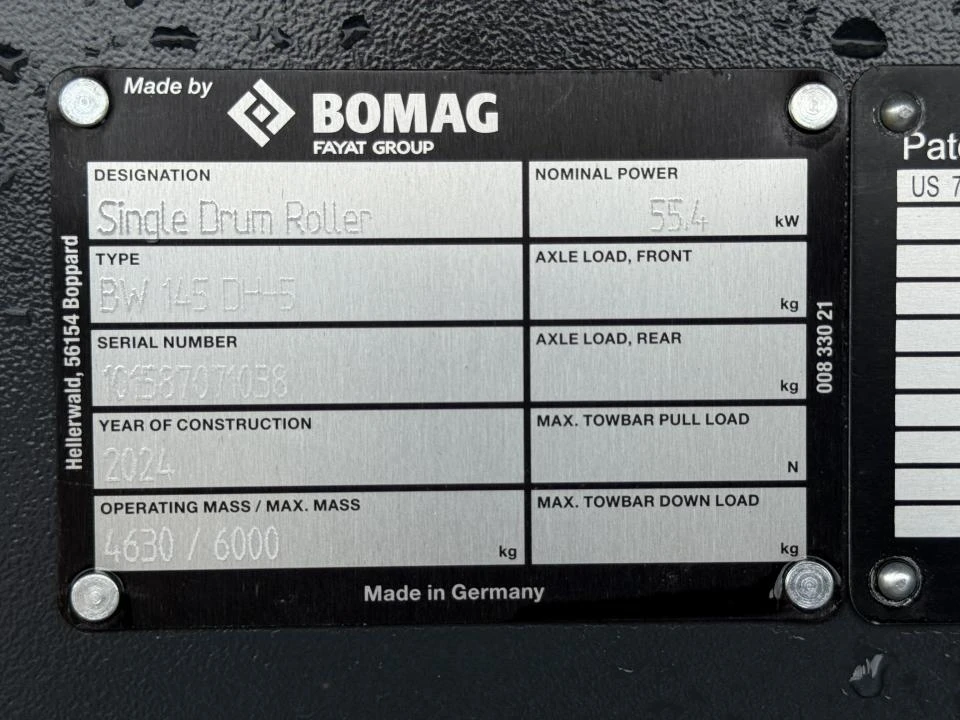 Made by
BOMAG
FAYAT GROUP
DESIGNATION
Single Drum Roller
NOMINAL POWER
55,4 kW
TYPE
BW 145 DH-5
AXLE LOAD, FRONT
kg
SERIAL NUMBER
101587071038
AXLE LOAD, REAR
kg
YEAR OF CONSTRUCTION
2024
MAX. TOWBAR PULL LOAD
N
OPERATING MASS / MAX. MASS
4630 / 6000 kg
MAX. TOWBAR DOWN LOAD
kg
Made in Germany
Hellerwald, 56154 Boppard
008 330 21
Pate
US 7